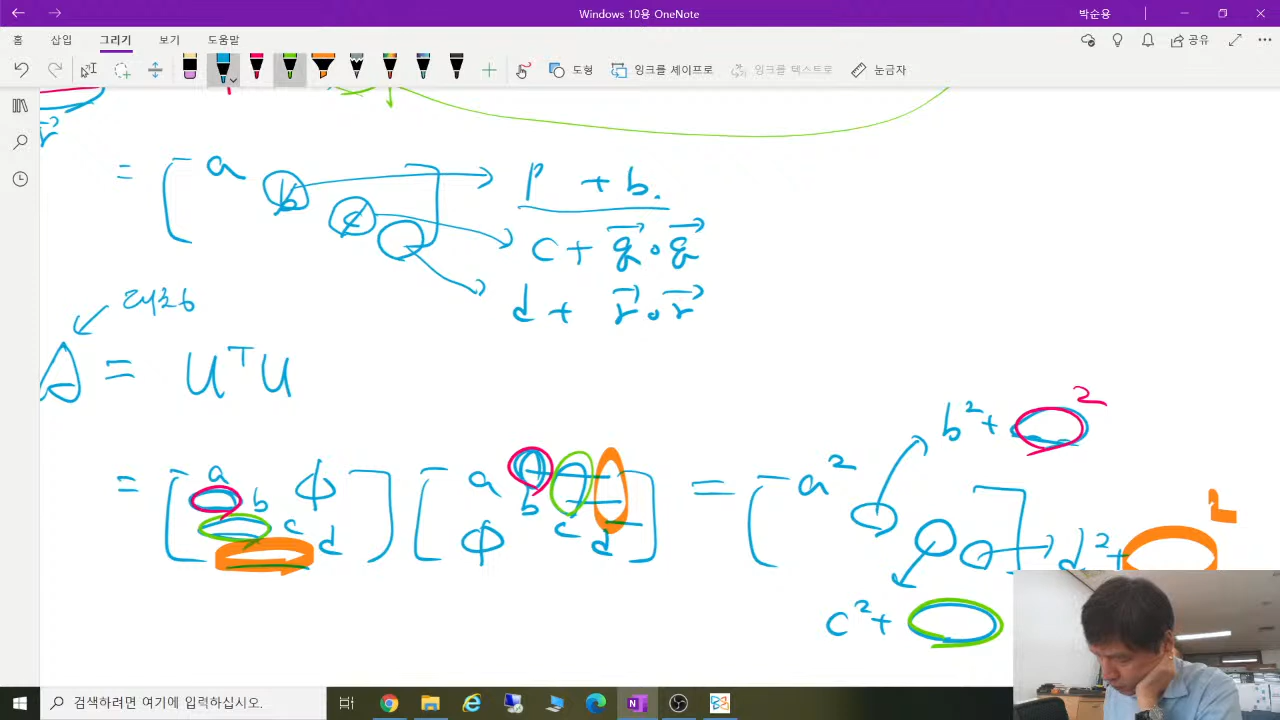 Windows 10용 OneNote
박순용
홈 삽입 그리기 보기 도움말
공유
도형 잉크를 셰이프로 잉크를 텍스트로 눈금자
r
= [ a b c ] p + b.
c + q · q
d + r · r
A = UᵀU
b² + 2
= [ a b c d φ ] [ a b c d φ ] = [ a² ]
d² +
c² +
검색하려면 여기에 입력하십시오.